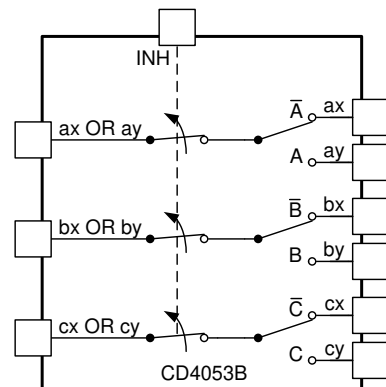 INH
A̅ ax
ax OR ay
A ay
B̅ bx
bx OR by
B by
C̅ cx
cx OR cy
C cy
CD4053B